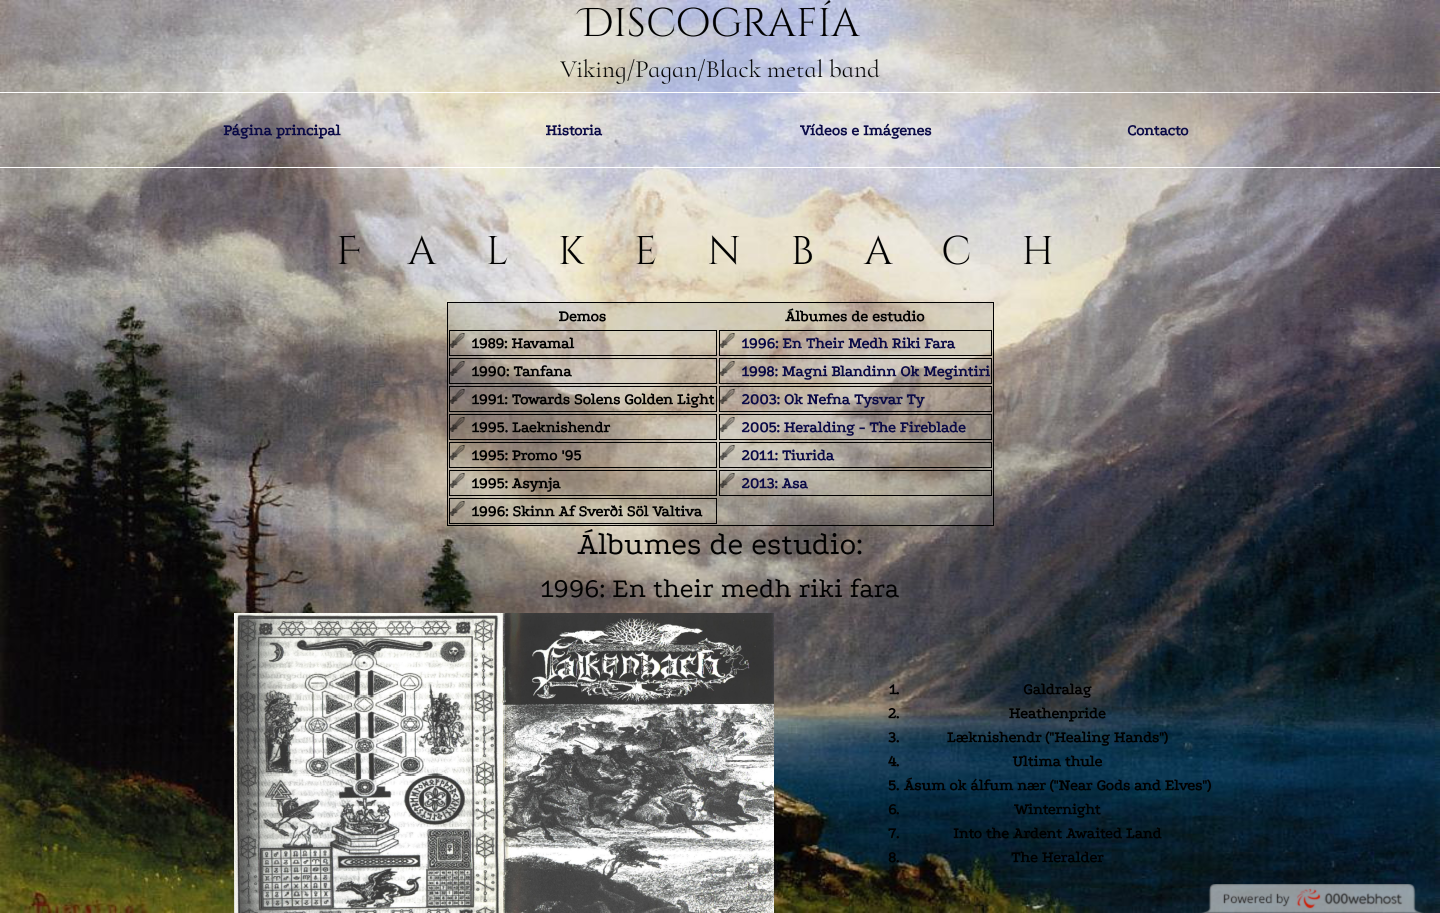 Discografía
Viking/Pagan/Black metal band
Página principal Historia Vídeos e Imágenes Contacto
F A L K E N B A C H
Demos Álbumes de estudio
1989: Havamal 1996: En Their Medh Riki Fara
1990: Tanfana 1998: Magni Blandinn Ok Megintiri
1991: Towards Solens Golden Light 2003: Ok Nefna Tysvar Ty
1995. Laeknishendr 2005: Heralding - The Fireblade
1995: Promo '95 2011: Tiurida
1995: Asynja 2013: Asa
1996: Skinn Af Sverði Söl Valtiva
Álbumes de estudio:
1996: En their medh riki fara
Falkenbach
1. Galdralag
2. Heathenpride
3. Læknishendr ("Healing Hands")
4. Ultima thule
5. Ásum ok álfum nær ("Near Gods and Elves")
6. Winternight
7. Into the Ardent Awaited Land
8. The Heralder
Powered by 000webhost